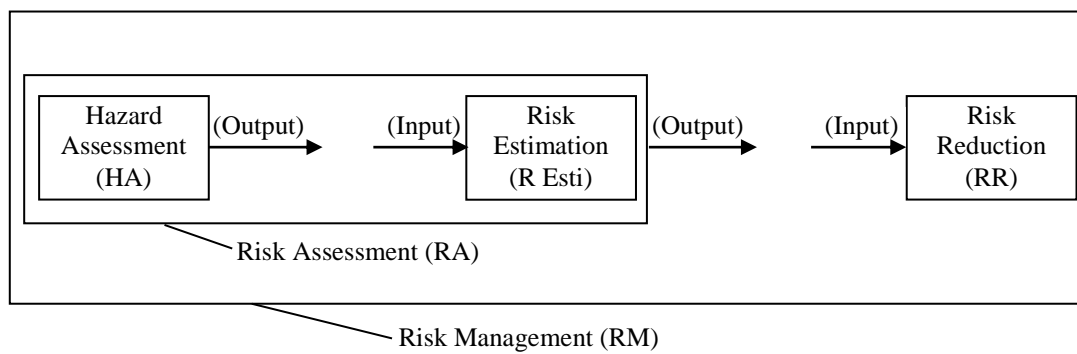 Hazard
Assessment
(HA)
(Output)
(Input)
Risk
Estimation
(R Esti)
(Output)
(Input)
Risk
Reduction
(RR)
Risk Assessment (RA)
Risk Management (RM)